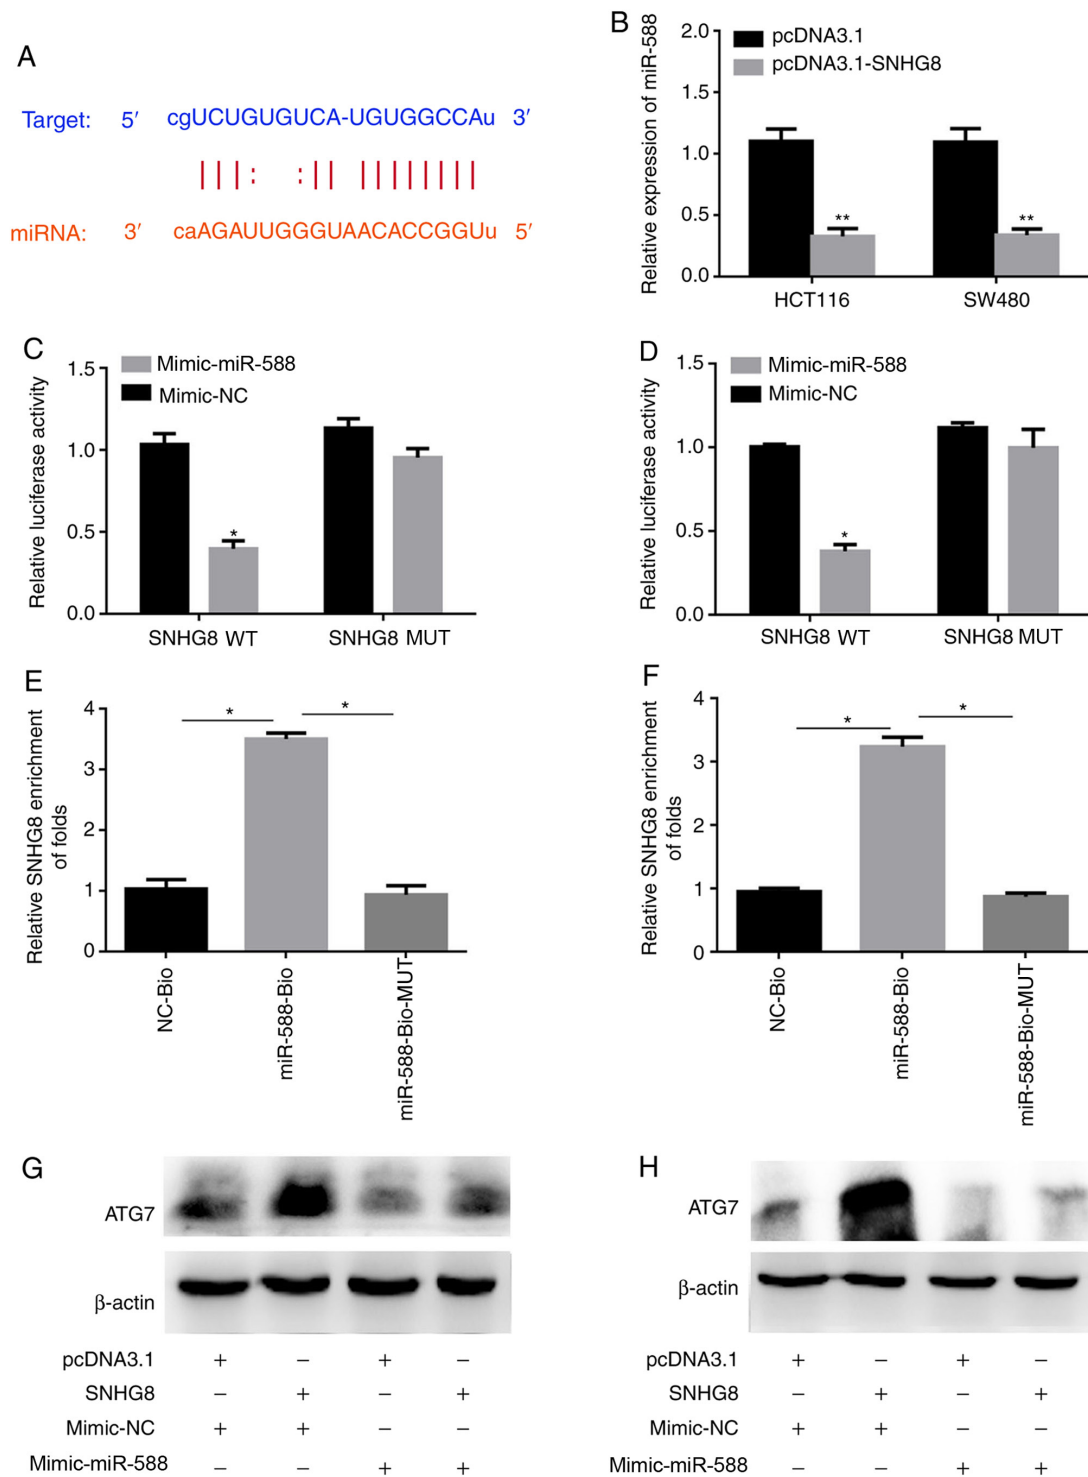 A
Target: 5′ cgUCUGUGUCA-UGUGGCCAu 3′
miRNA: 3′ caAGAUUGGGUAACACCGGUu 5′
B
Relative expression of miR-588
2.0
1.5
1.0
0.5
0.0
pcDNA3.1
pcDNA3.1-SNHG8
** **
HCT116 SW480
C
Relative luciferase activity
1.5
1.0
0.5
0.0
Mimic-miR-588
Mimic-NC
*
SNHG8 WT SNHG8 MUT
D
Relative luciferase activity
1.5
1.0
0.5
0.0
Mimic-miR-588
Mimic-NC
*
SNHG8 WT SNHG8 MUT
E
Relative SNHG8 enrichment
of folds
4
3
2
1
0
* *
NC-Bio
miR-588-Bio
miR-588-Bio-MUT
F
Relative SNHG8 enrichment
of folds
4
3
2
1
0
* *
NC-Bio
miR-588-Bio
miR-588-Bio-MUT
G
ATG7
β-actin
pcDNA3.1 + – + –
SNHG8 – + – +
Mimic-NC + + – –
Mimic-miR-588 – – + +
H
ATG7
β-actin
pcDNA3.1 + – + –
SNHG8 – + – +
Mimic-NC + + – –
Mimic-miR-588 – – + +